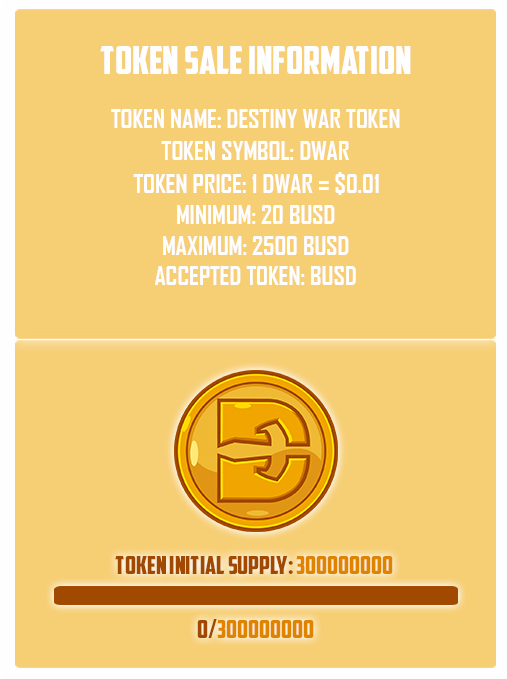 TOKEN SALE INFORMATION
TOKEN NAME: DESTINY WAR TOKEN
TOKEN SYMBOL: DWAR
TOKEN PRICE: 1 DWAR = $0.01
MINIMUM: 20 BUSD
MAXIMUM: 2500 BUSD
ACCEPTED TOKEN: BUSD
D
TOKEN INITIAL SUPPLY: 300000000
0/300000000